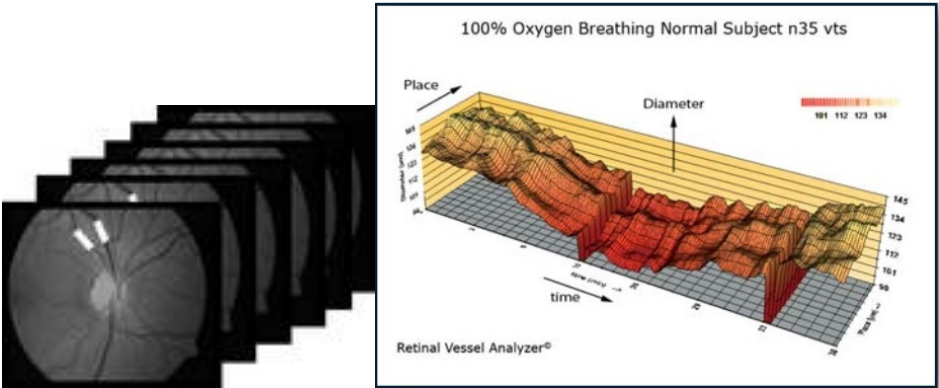 100% Oxygen Breathing Normal Subject n35 vts
Place
Diameter
101 112 123 134
145
134
123
112
101
time
Retinal Vessel Analyzer©